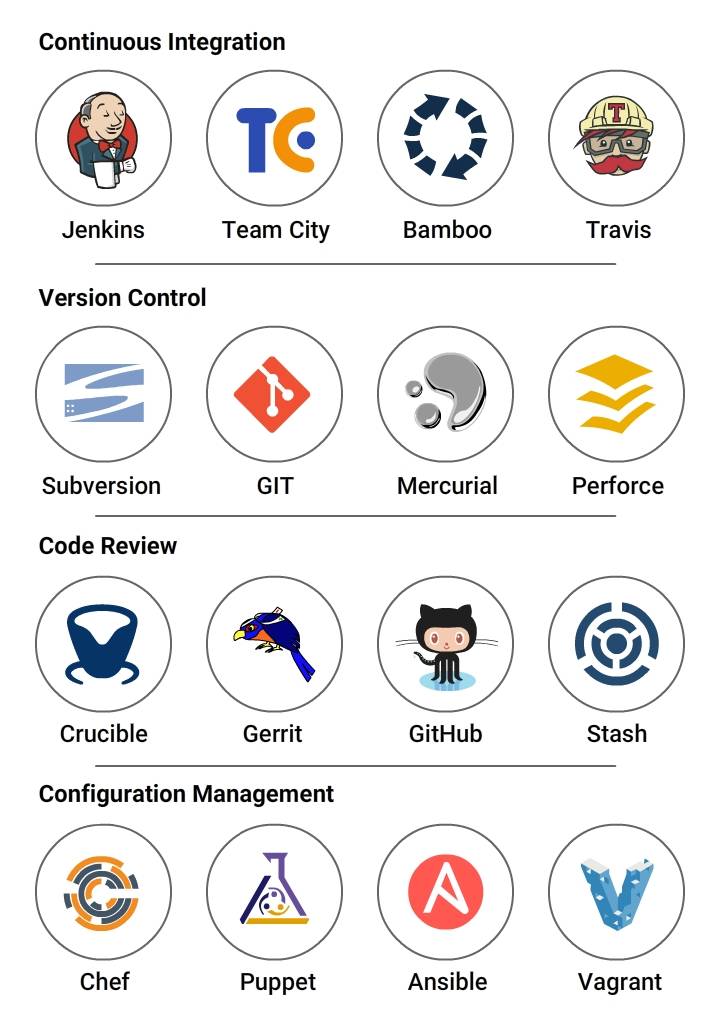 Continuous Integration
T
TC
Jenkins Team City Bamboo Travis
Version Control
Subversion GIT Mercurial Perforce
Code Review
Crucible Gerrit GitHub Stash
Configuration Management
A
V
Chef Puppet Ansible Vagrant